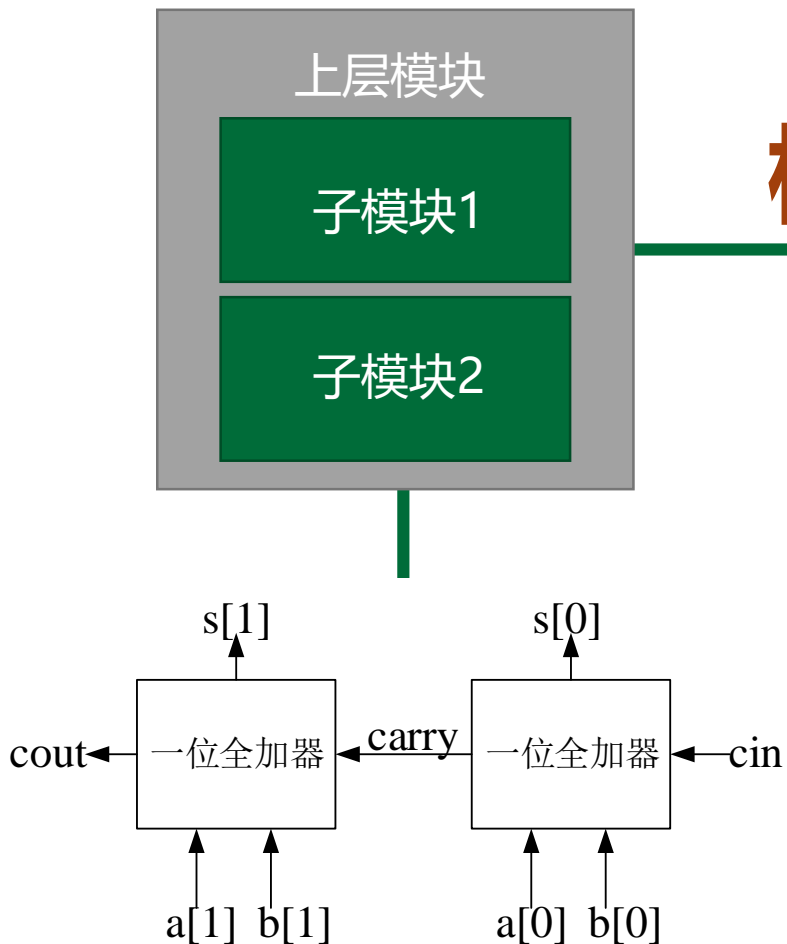 上层模块
子模块1
子模块2
s[1] s[0]
cout 一位全加器 carry 一位全加器 cin
a[1] b[1] a[0] b[0]